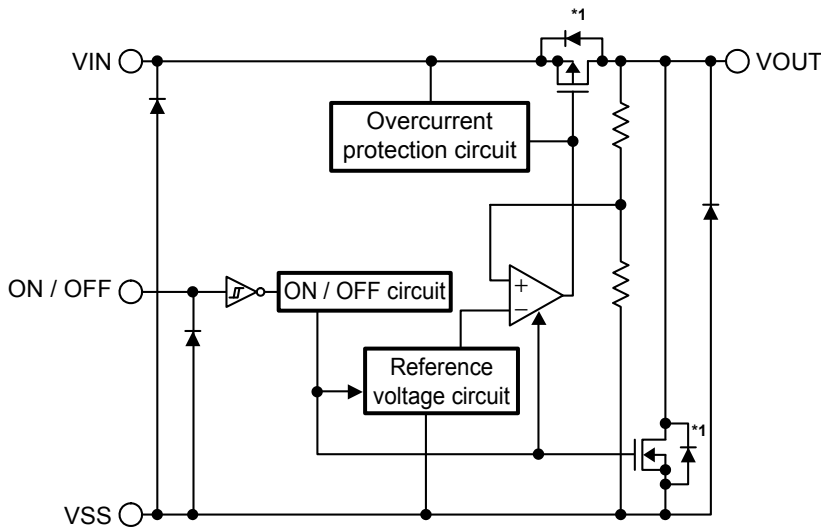 *1
VIN
VOUT
Overcurrent
protection circuit
ON / OFF
ON / OFF circuit
+
−
Reference
voltage circuit
*1
VSS